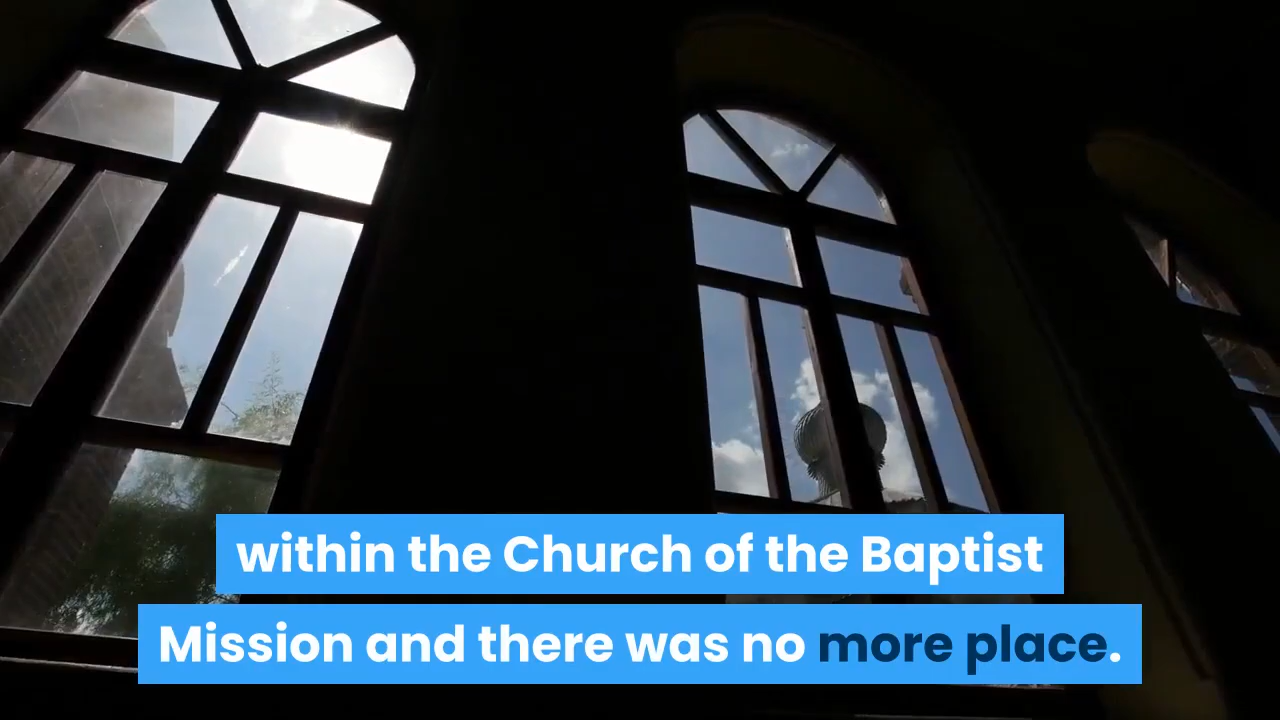 within the Church of the Baptist
Mission and there was no more place.